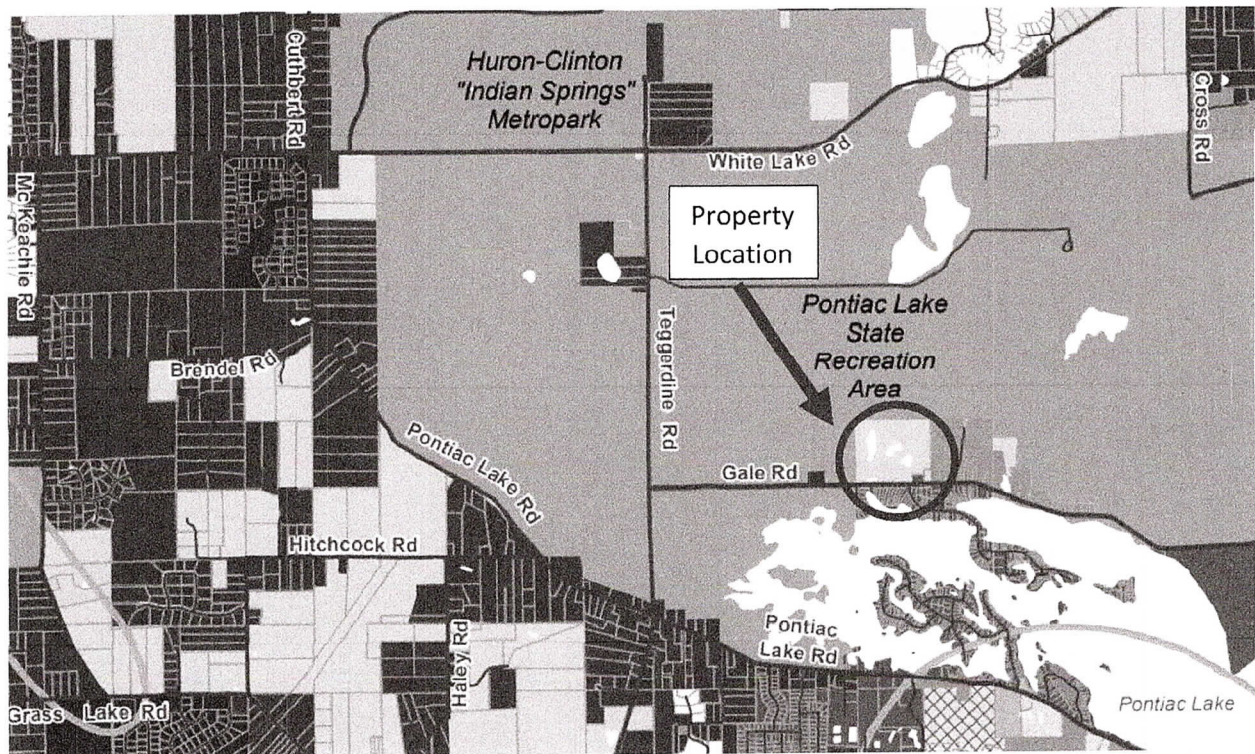 Cuthbert Rd
Huron-Clinton
"Indian Springs"
Metropark
Cross Rd
White Lake Rd
Mc Keachie Rd
Property
Location
Pontiac Lake
State
Recreation
Area
Teggerdine Rd
Brendel Rd
Pontiac Lake Rd
Gale Rd
Hitchcock Rd
Haley Rd
Pontiac
Lake Rd
Grass Lake Rd
Pontiac Lake